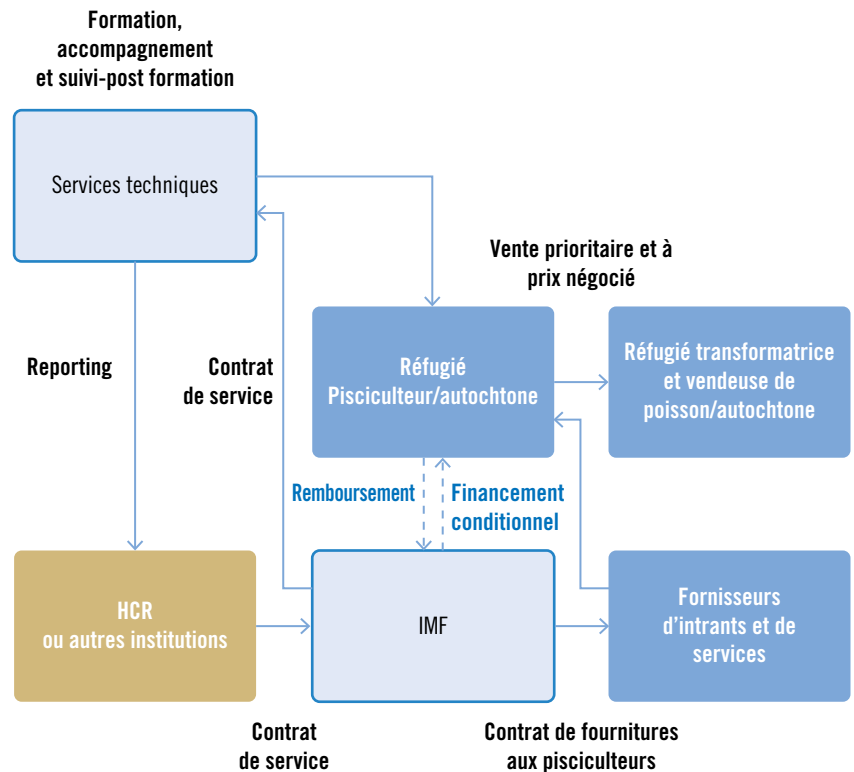 Formation,
accompagnement
et suivi-post formation
Services techniques
Vente prioritaire et à
prix négocié
Reporting
Contrat
de service
Réfugié
Pisciculteur/autochtone
Réfugié transformatrice
et vendeuse de
poisson/autochtone
Remboursement
Financement
conditionnel
HCR
ou autres institutions
IMF
Fornisseurs
d’intrants et de
services
Contrat
de service
Contrat de fournitures
aux pisciculteurs